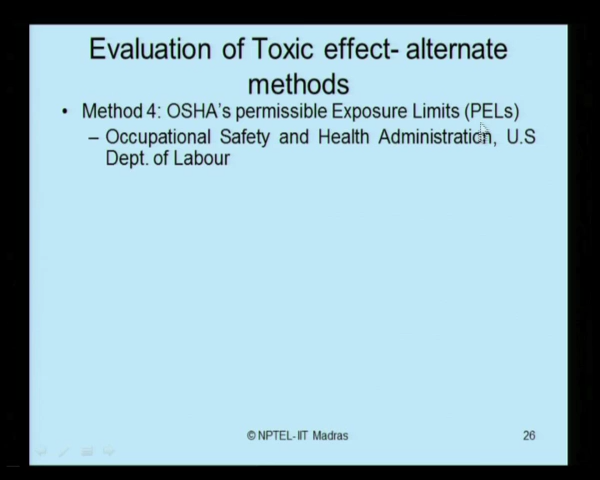 Evaluation of Toxic effect- alternate
methods
• Method 4: OSHA's permissible Exposure Limits (PELs)
– Occupational Safety and Health Administration, U.S
Dept. of Labour
© NPTEL-IIT Madras
26